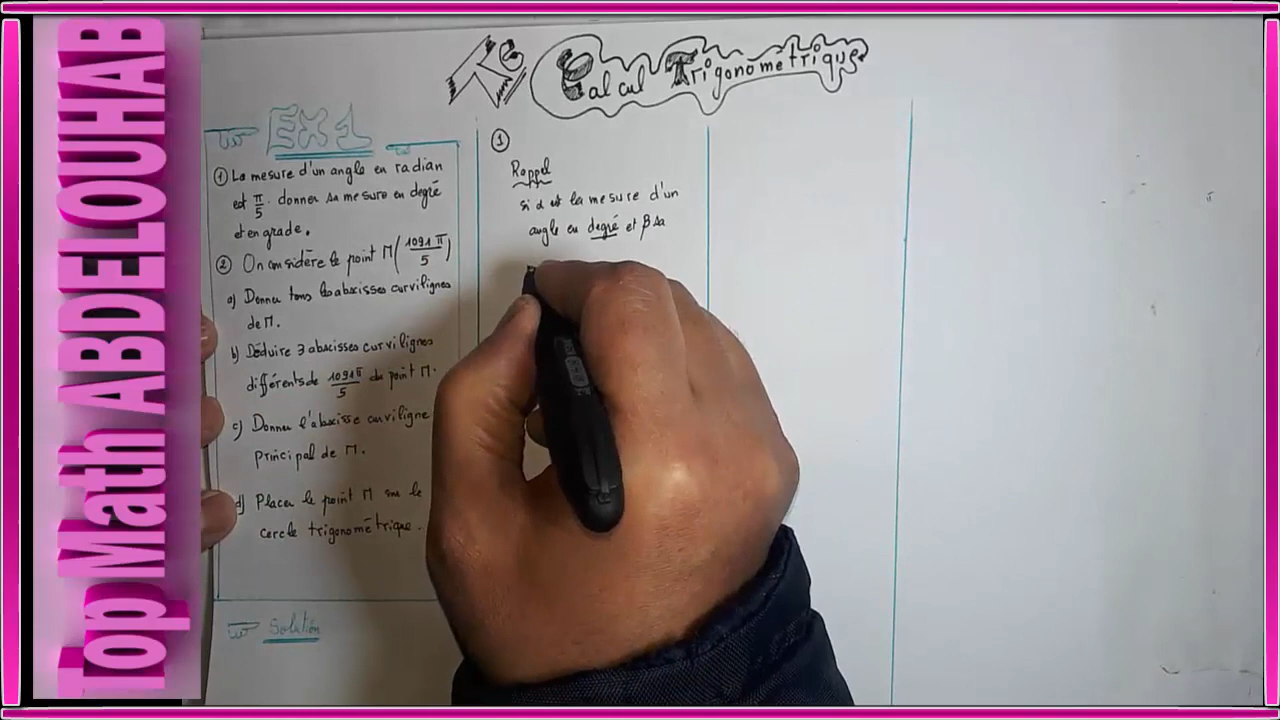 Top Math ABDELOUHAB
Tc Calcul Trigonométrique
EX1
① La mesure d'un angle en radian
est π/5. donner sa mesure en degré
et en grade.
② On considère le point M(1091π/5)
a) Donner tous les abscisses curvilignes
de M.
b) Déduire 3 abscisses curvilignes
différents de 1091π/5 du point M.
c) Donner l'abscisse curviligne
principal de M.
d) Placer le point M sur le
cercle trigonométrique.
Solution
①
Rappel
si α est la mesure d'un
angle en degré et β sa